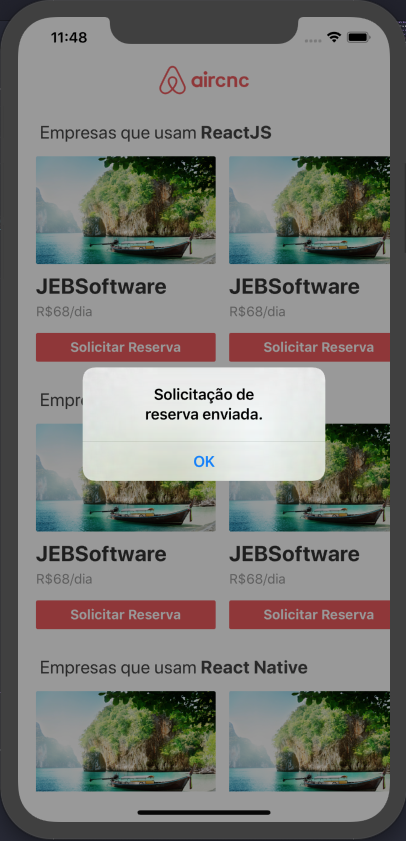 11:48
aircnc
Empresas que usam ReactJS
JEBSoftware
R$68/dia
Solicitar Reserva
JEBSoftware
R$68/dia
Solicitar Reserva
Solicitação de
reserva enviada.
OK
JEBSoftware
R$68/dia
Solicitar Reserva
JEBSoftware
R$68/dia
Solicitar Reserva
Empresas que usam React Native